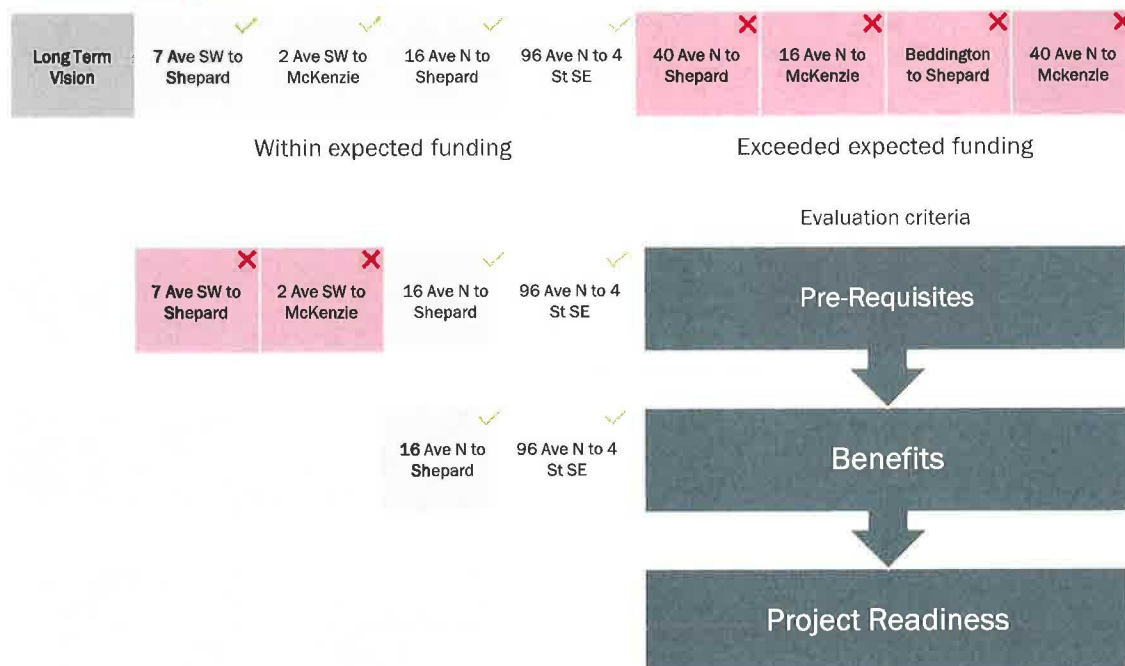 Long Term
Vision
7 Ave SW to
Shepard
2 Ave SW to
McKenzie
16 Ave N to
Shepard
96 Ave N to 4
St SE
40 Ave N to
Shepard
16 Ave N to
McKenzie
Beddington
to Shepard
40 Ave N to
Mckenzie
Within expected funding
Exceeded expected funding
Evaluation criteria
7 Ave SW to
Shepard
2 Ave SW to
McKenzie
16 Ave N to
Shepard
96 Ave N to 4
St SE
Pre-Requisites
16 Ave N to
Shepard
96 Ave N to 4
St SE
Benefits
Project Readiness